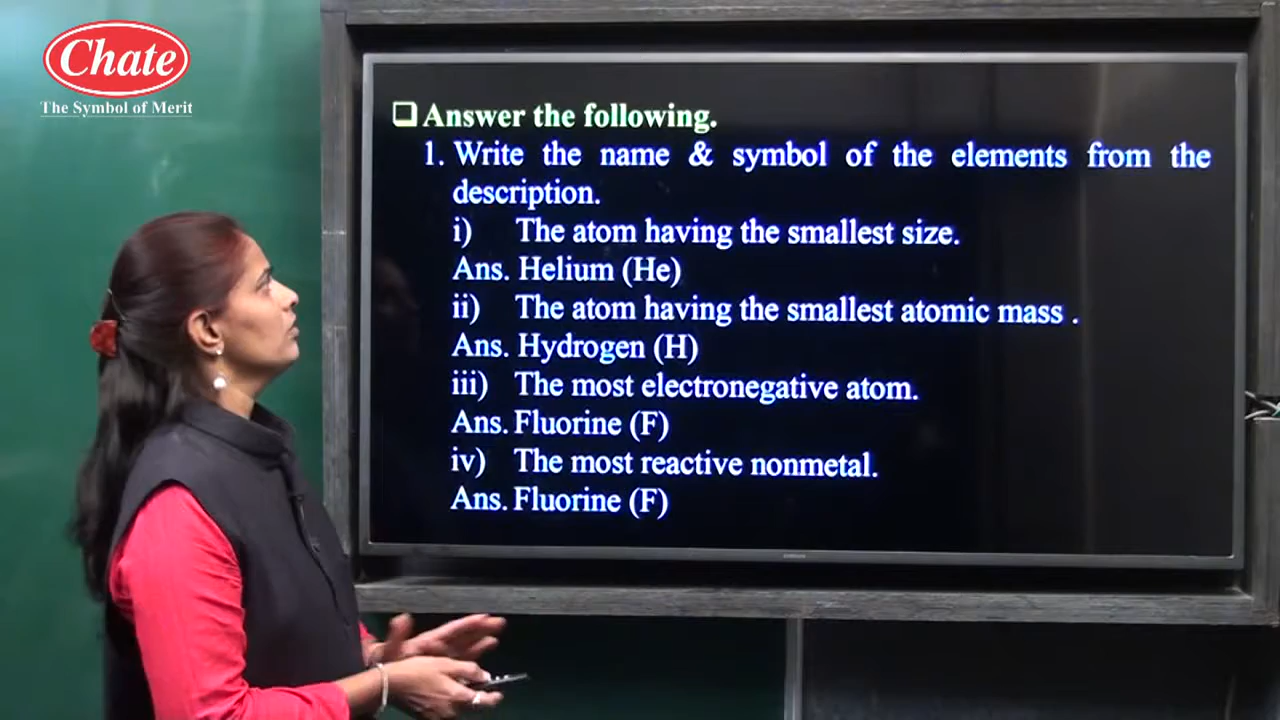 Chate
The Symbol of Merit
❑ Answer the following.
1. Write the name & symbol of the elements from the
description.
i) The atom having the smallest size.
Ans. Helium (He)
ii) The atom having the smallest atomic mass .
Ans. Hydrogen (H)
iii) The most electronegative atom.
Ans. Fluorine (F)
iv) The most reactive nonmetal.
Ans. Fluorine (F)